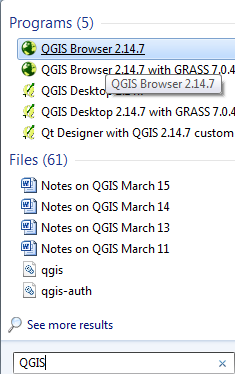 Programs (5)
QGIS Browser 2.14.7
QGIS Browser 2.14.7 with GRASS 7.0.4
QGIS Desktop 2.14.7
QGIS Browser 2.14.7
QGIS Desktop 2.14.7 with GRASS 7.0.4
Qt Designer with QGIS 2.14.7 custom
Files (61)
Notes on QGIS March 15
Notes on QGIS March 14
Notes on QGIS March 13
Notes on QGIS March 11
qgis
qgis-auth
See more results
QGIS